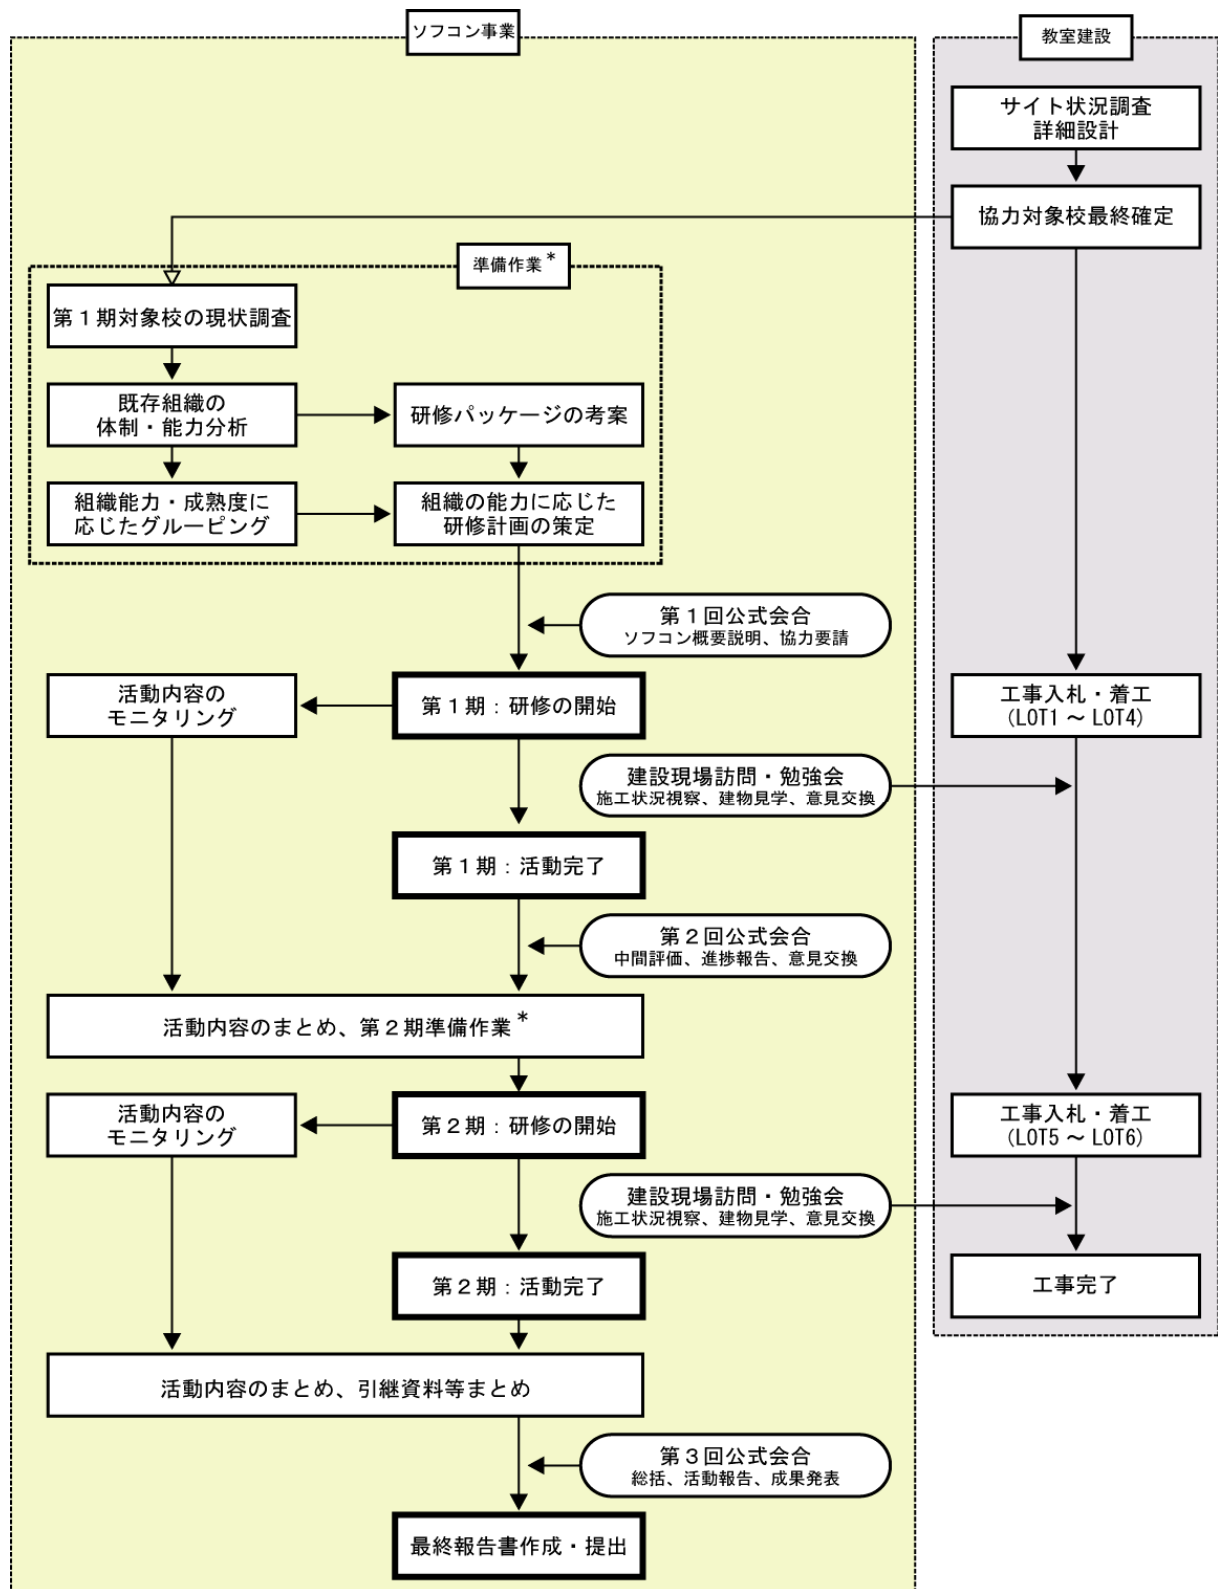 ソフコン事業
教室建設
サイト状況調査
詳細設計
協力対象校最終確定
準備作業*
第1期対象校の現状調査
既存組織の
体制・能力分析
研修パッケージの考案
組織能力・成熟度に
応じたグルーピング
組織の能力に応じた
研修計画の策定
第1回公式会合
ソフコン概要説明、協力要請
活動内容の
モニタリング
第1期：研修の開始
工事入札・着工
(LOT1 ～ LOT4)
建設現場訪問・勉強会
施工状況視察、建物見学、意見交換
第1期：活動完了
第2回公式会合
中間評価、進捗報告、意見交換
活動内容のまとめ、第2期準備作業*
活動内容の
モニタリング
第2期：研修の開始
工事入札・着工
(LOT5 ～ LOT6)
建設現場訪問・勉強会
施工状況視察、建物見学、意見交換
第2期：活動完了
工事完了
活動内容のまとめ、引継資料等まとめ
第3回公式会合
総括、活動報告、成果発表
最終報告書作成・提出